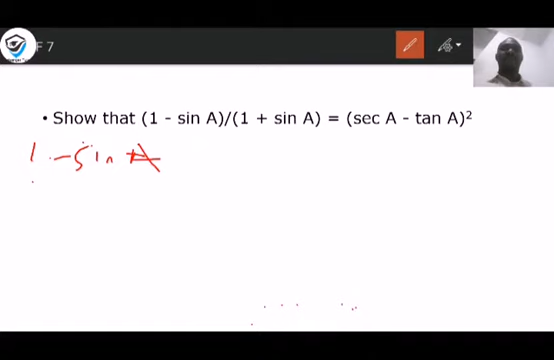 F 7
• Show that (1 - sin A)/(1 + sin A) = (sec A - tan A)²
1 - sin A